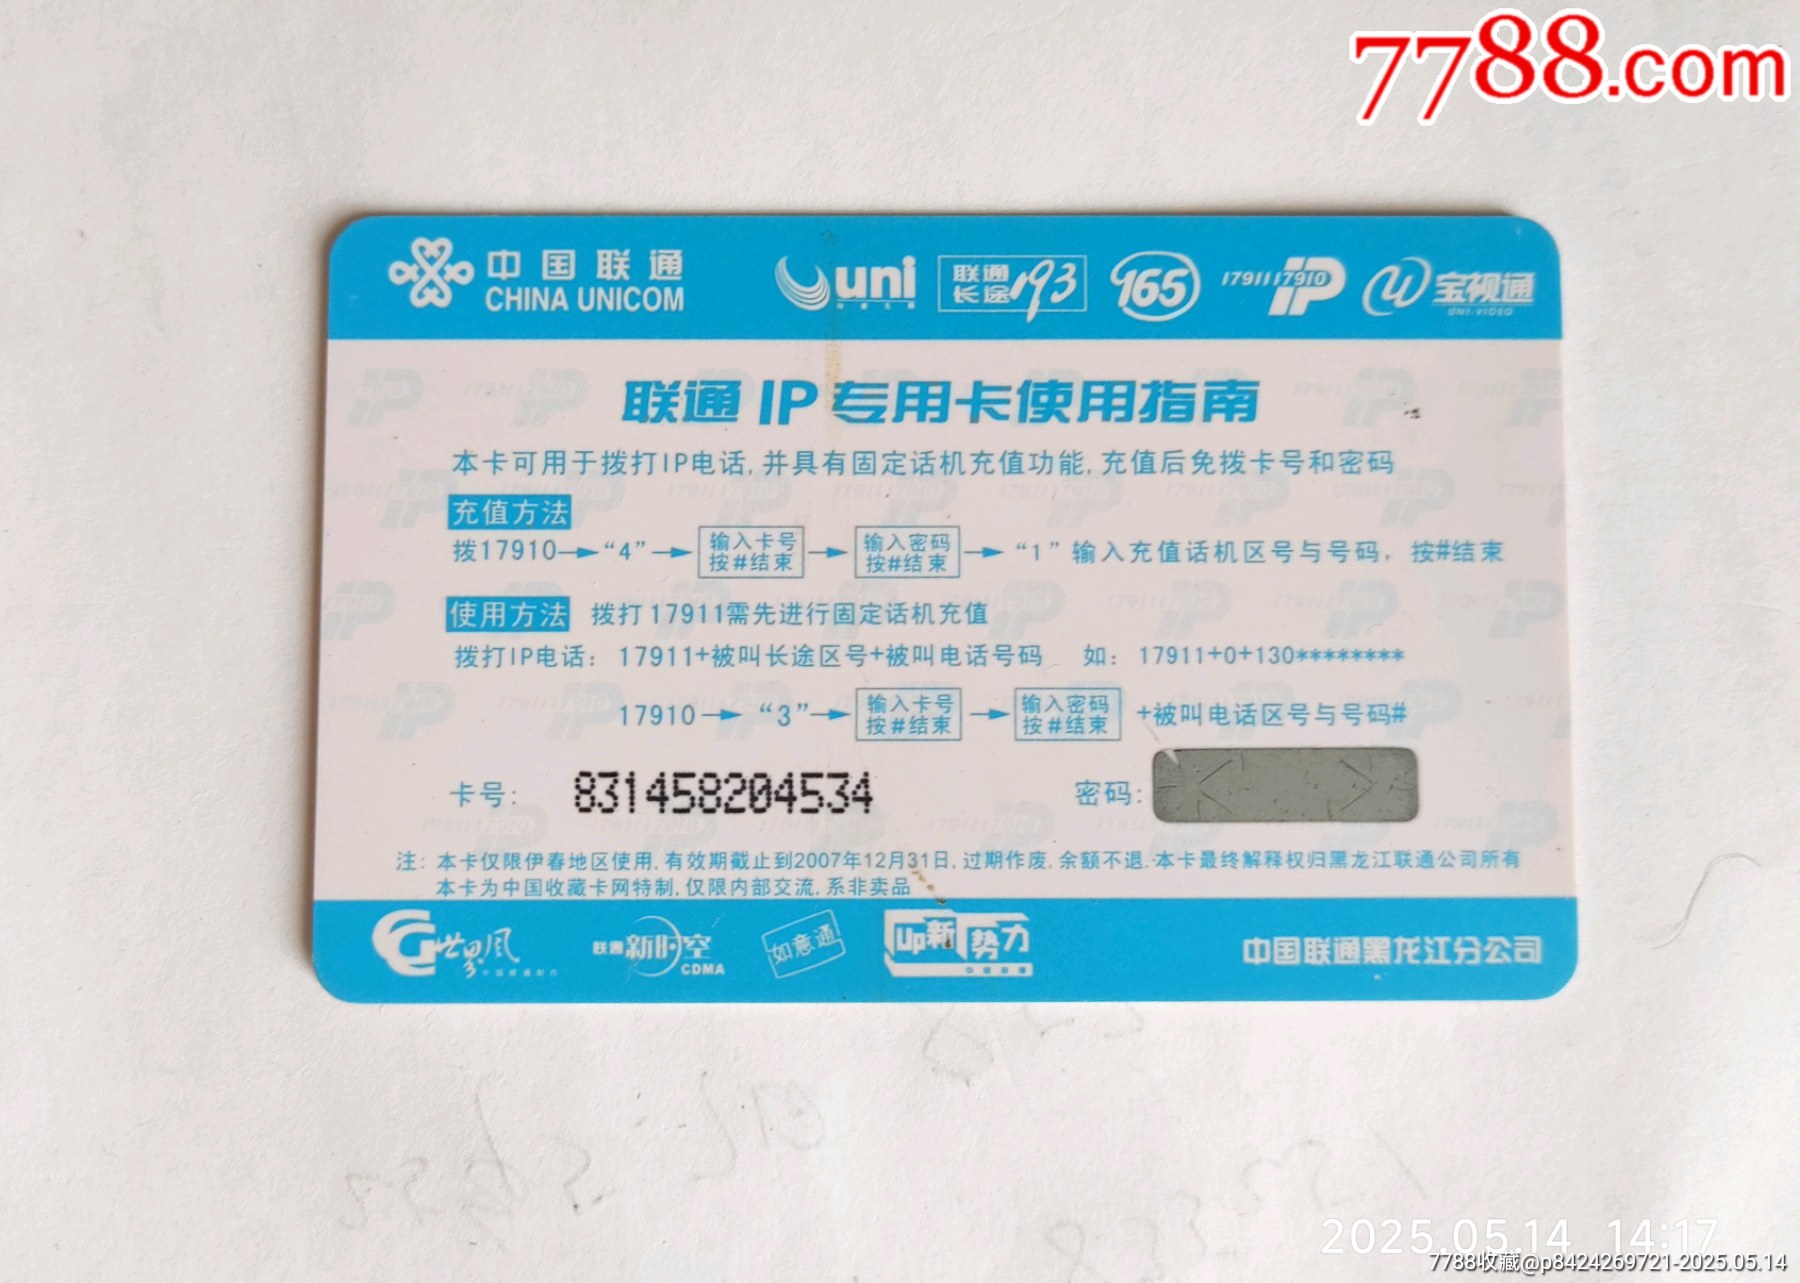 7788.com
中国联通
CHINA UNICOM
uni
联通
长途193
165
17911 17910 IP
宝视通
UNI-VIDEO
联通IP专用卡使用指南
本卡可用于拨打IP电话,并具有固定话机充值功能,充值后免拨卡号和密码
充值方法
拨17910→“4”→ 输入卡号 按#结束 → 输入密码 按#结束 →“1”输入充值话机区号与号码，按#结束
使用方法 拨打17911需先进行固定话机充值
拨打IP电话：17911+被叫长途区号+被叫电话号码 如：17911+0+130********
17910→“3”→ 输入卡号 按#结束 → 输入密码 按#结束 +被叫电话区号与号码#
卡号: 831458204534 密码:
注: 本卡仅限伊春地区使用,有效期截止到2007年12月31日,过期作废,余额不退.本卡最终解释权归黑龙江联通公司所有
本卡为中国收藏卡网特制,仅限内部交流,系非卖品
世界风
联通新时空
CDMA
如意通
Up新势力
中国联通黑龙江分公司
2025.05.14 14:17
7788收藏@p8424269721-2025.05.14